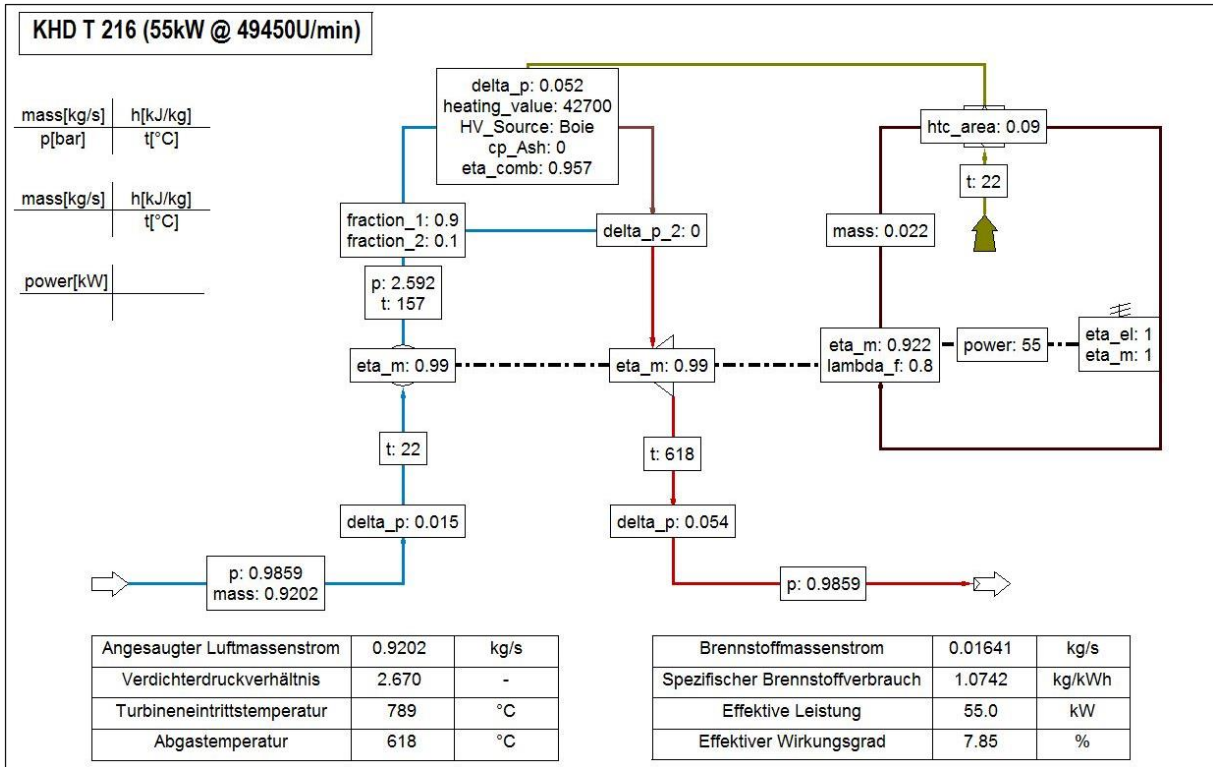 KHD T 216 (55kW @ 49450U/min)
mass[kg/s] h[kJ/kg]
p[bar] t[°C]
mass[kg/s] h[kJ/kg]
t[°C]
power[kW]
delta_p: 0.052
heating_value: 42700
HV_Source: Boie
cp_Ash: 0
eta_comb: 0.957
htc_area: 0.09
t: 22
fraction_1: 0.9
fraction_2: 0.1
delta_p_2: 0
mass: 0.022
p: 2.592
t: 157
eta_m: 0.99
eta_m: 0.99
eta_m: 0.922
lambda_f: 0.8
power: 55
eta_el: 1
eta_m: 1
t: 22
t: 618
delta_p: 0.015
delta_p: 0.054
p: 0.9859
mass: 0.9202
p: 0.9859
Angesaugter Luftmassenstrom 0.9202 kg/s
Verdichterdruckverhältnis 2.670 -
Turbineneintrittstemperatur 789 °C
Abgastemperatur 618 °C
Brennstoffmassenstrom 0.01641 kg/s
Spezifischer Brennstoffverbrauch 1.0742 kg/kWh
Effektive Leistung 55.0 kW
Effektiver Wirkungsgrad 7.85 %